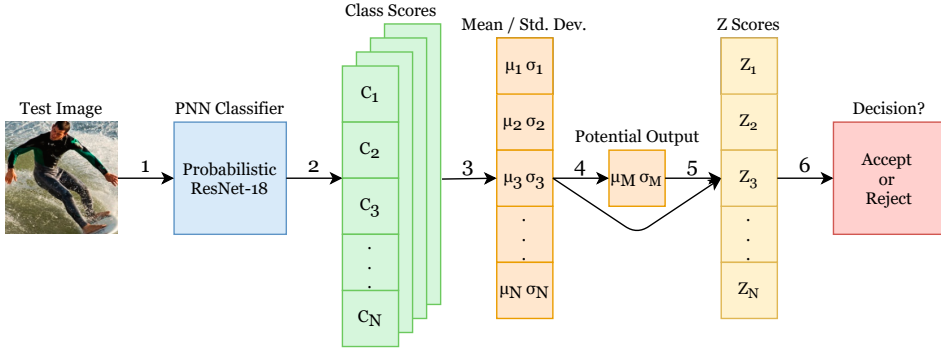 Test Image
1
PNN Classifier
Probabilistic
ResNet-18
2
Class Scores
C1
C2
C3
.
.
.
CN
3
Mean / Std. Dev.
μ1 σ1
μ2 σ2
μ3 σ3
.
.
.
μN σN
4
Potential Output
μM σM
5
Z Scores
Z1
Z2
Z3
.
.
.
ZN
6
Decision?
Accept
or
Reject